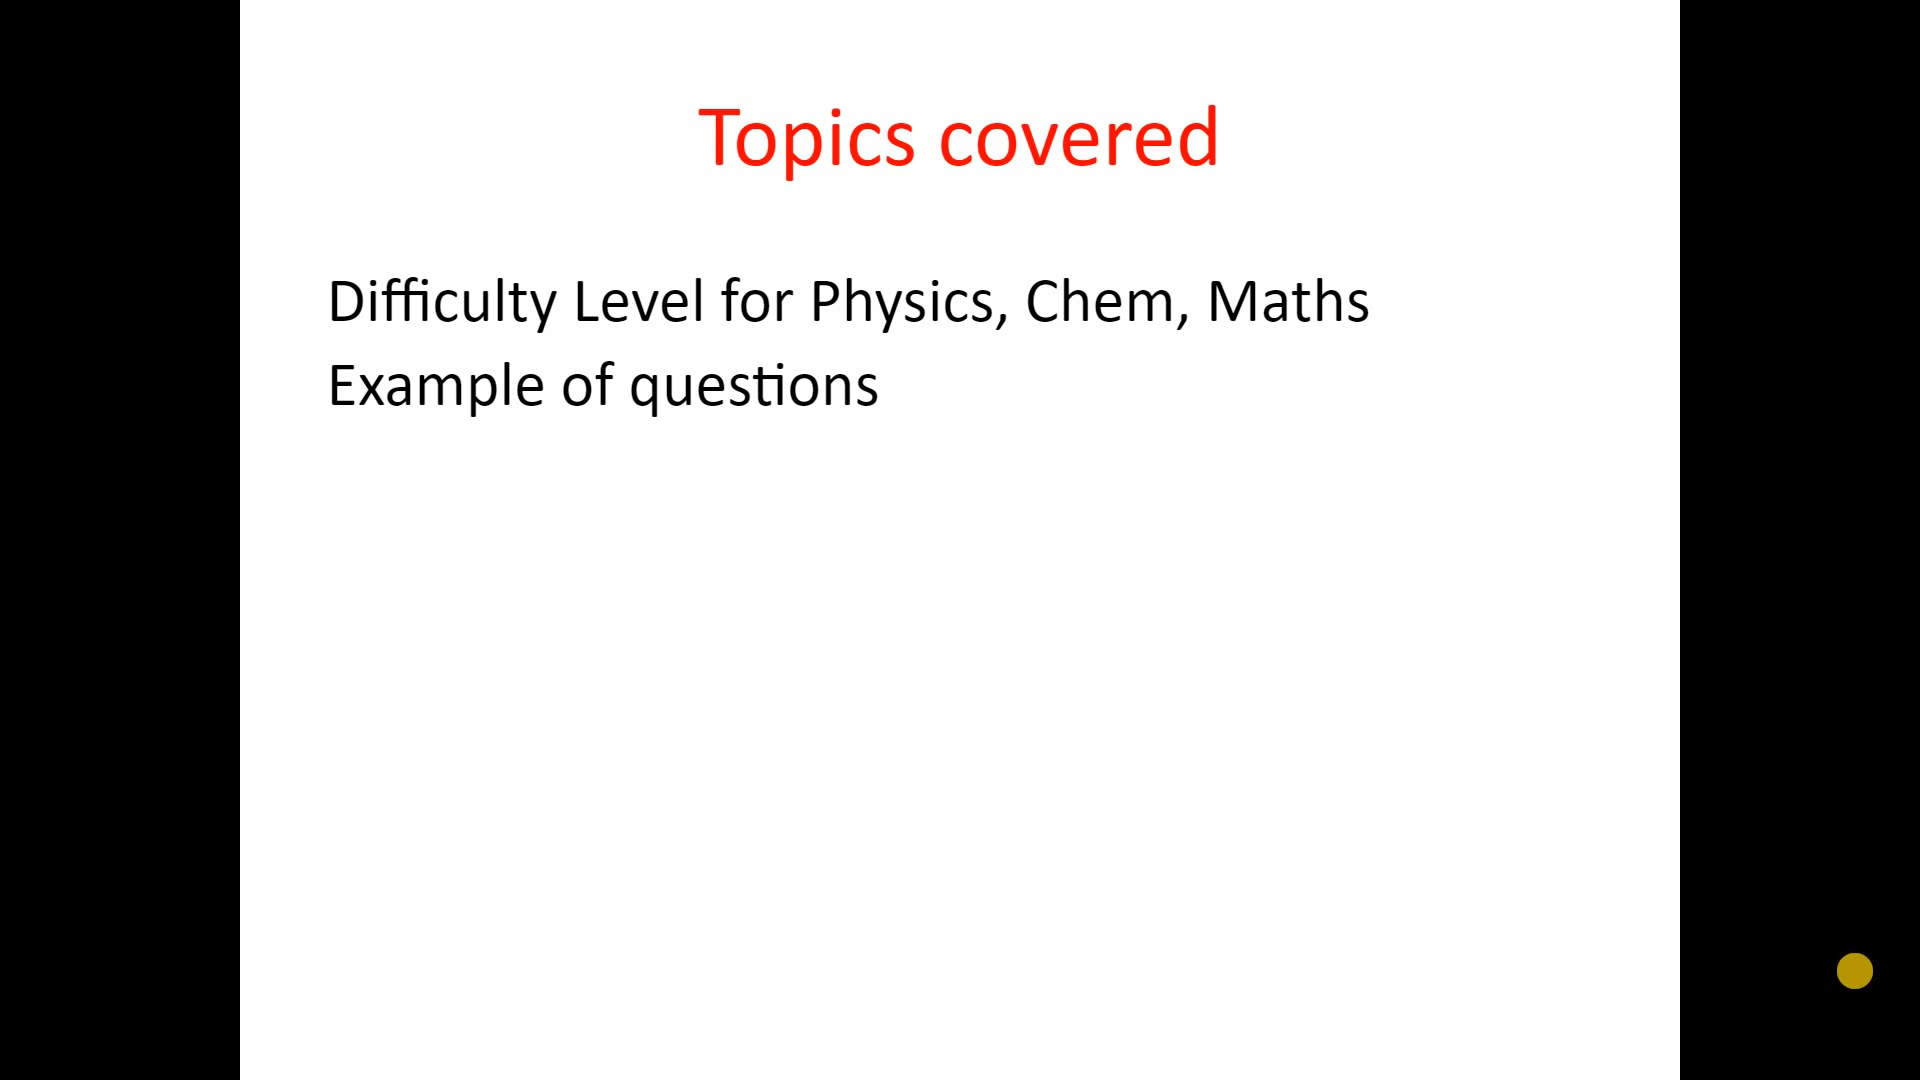 Topics covered
Difficulty Level for Physics, Chem, Maths
Example of questions